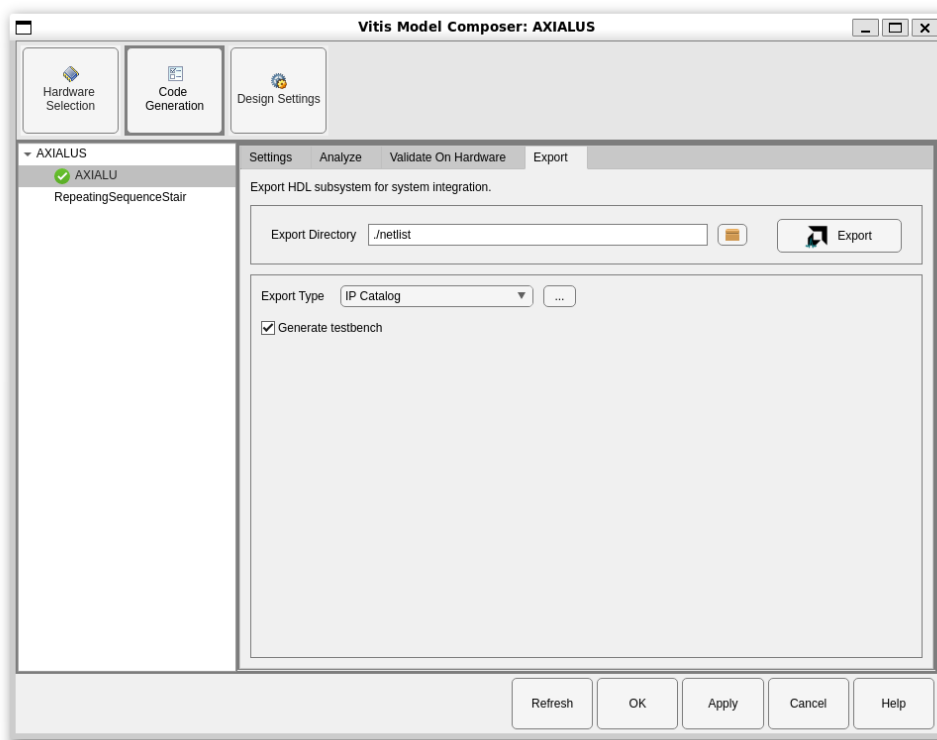 Vitis Model Composer: AXIALUS
Hardware
Selection
Code
Generation
Design Settings
AXIALUS
AXIALU
RepeatingSequenceStair
Settings Analyze Validate On Hardware Export
Export HDL subsystem for system integration.
Export Directory ./netlist Export
Export Type IP Catalog ...
Generate testbench
Refresh OK Apply Cancel Help